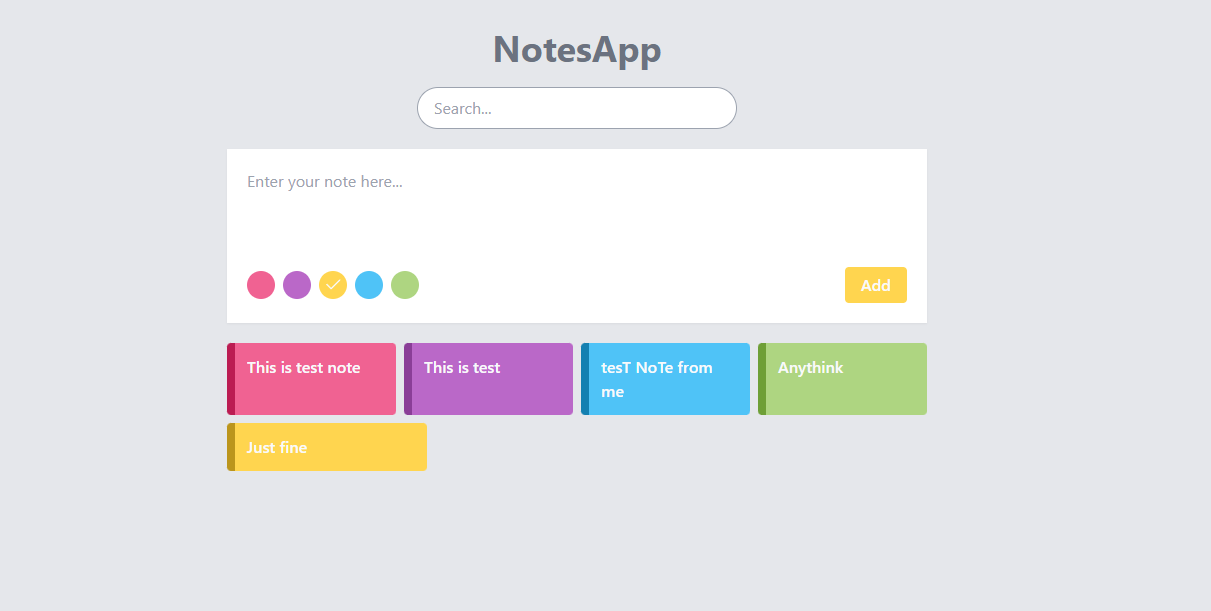 NotesApp
Search...
Enter your note here...
Add
This is test note
This is test
tesT NoTe from
me
Anythink
Just fine